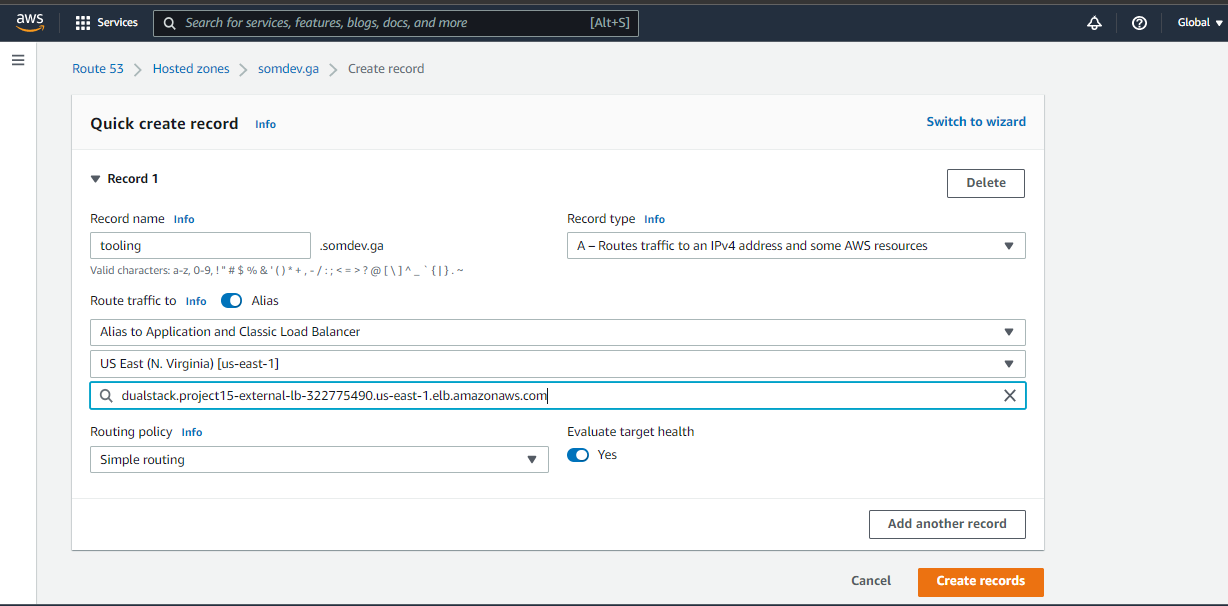 aws Services Search for services, features, blogs, docs, and more [Alt+S] Global
Route 53 Hosted zones somdev.ga Create record
Quick create record Info Switch to wizard
Record 1
Delete
Record name Info Record type Info
tooling .somdev.ga A – Routes traffic to an IPv4 address and some AWS resources
Valid characters: a-z, 0-9, ! " # $ % & ' ( ) * + , - / : ; < = > ? @ [ \ ] ^ _ ` { | } . ~
Route traffic to Info Alias
Alias to Application and Classic Load Balancer
US East (N. Virginia) [us-east-1]
dualstack.project15-external-lb-322775490.us-east-1.elb.amazonaws.com
Routing policy Info Evaluate target health
Simple routing Yes
Add another record
Cancel Create records